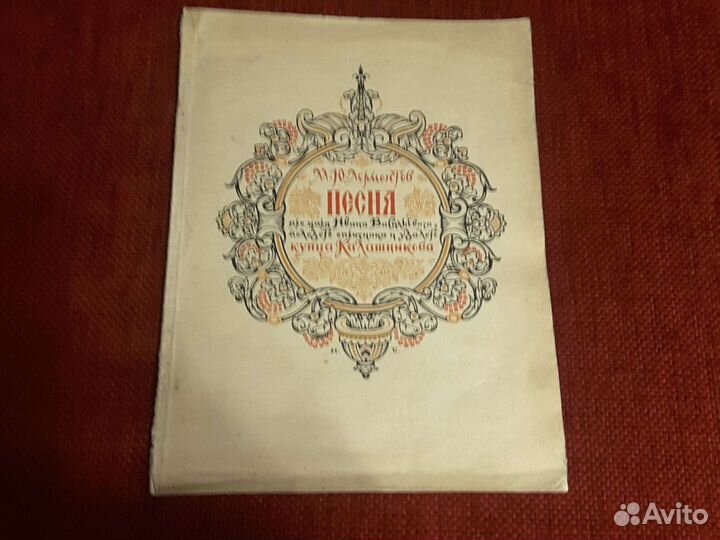 М.Ю.Лермонтов
ПЕСНЯ
про царя Ивана Васильевича,
молодого опричника и удалого
купца Калашникова
Avito